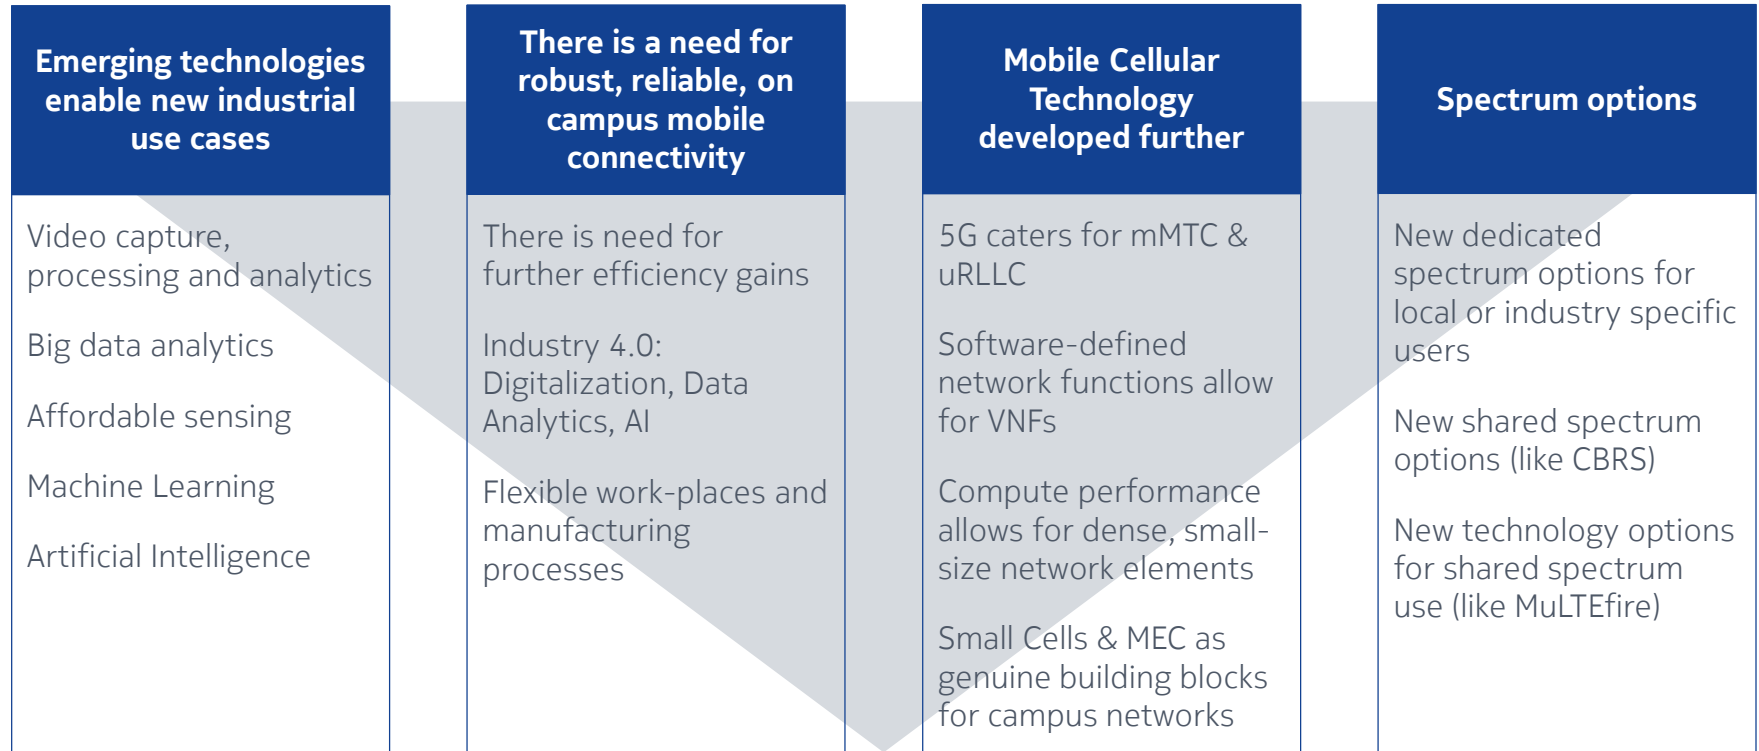 Emerging technologies
enable new industrial
use cases
Video capture,
processing and analytics
Big data analytics
Affordable sensing
Machine Learning
Artificial Intelligence
There is a need for
robust, reliable, on
campus mobile
connectivity
There is need for
further efficiency gains
Industry 4.0:
Digitalization, Data
Analytics, AI
Flexible work-places and
manufacturing
processes
Mobile Cellular
Technology
developed further
5G caters for mMTC &
uRLLC
Software-defined
network functions allow
for VNFs
Compute performance
allows for dense, small-
size network elements
Small Cells & MEC as
genuine building blocks
for campus networks
Spectrum options
New dedicated
spectrum options for
local or industry specific
users
New shared spectrum
options (like CBRS)
New technology options
for shared spectrum
use (like MuLTEfire)